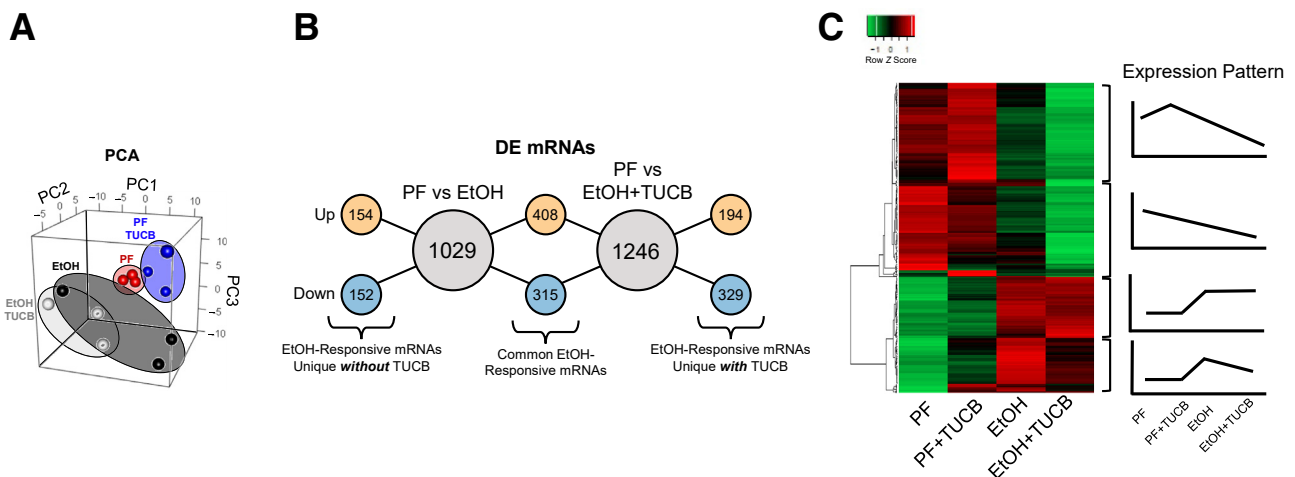 A
PCA
PC2
PC1
PC3
−5 0 5
−10 −5 0 5 10
10
5
0
−5
−10
PF
TUCB
PF
EtOH
EtOH
TUCB
B
DE mRNAs
PF vs EtOH
PF vs
EtOH+TUCB
Up
154
408
194
1029
1246
Down
152
315
329
EtOH-Responsive mRNAs
Unique without TUCB
Common EtOH-
Responsive mRNAs
EtOH-Responsive mRNAs
Unique with TUCB
C
−1 0 1
Row Z Score
Expression Pattern
PF
PF+TUCB
EtOH
EtOH+TUCB
PF
PF+TUCB
EtOH
EtOH+TUCB